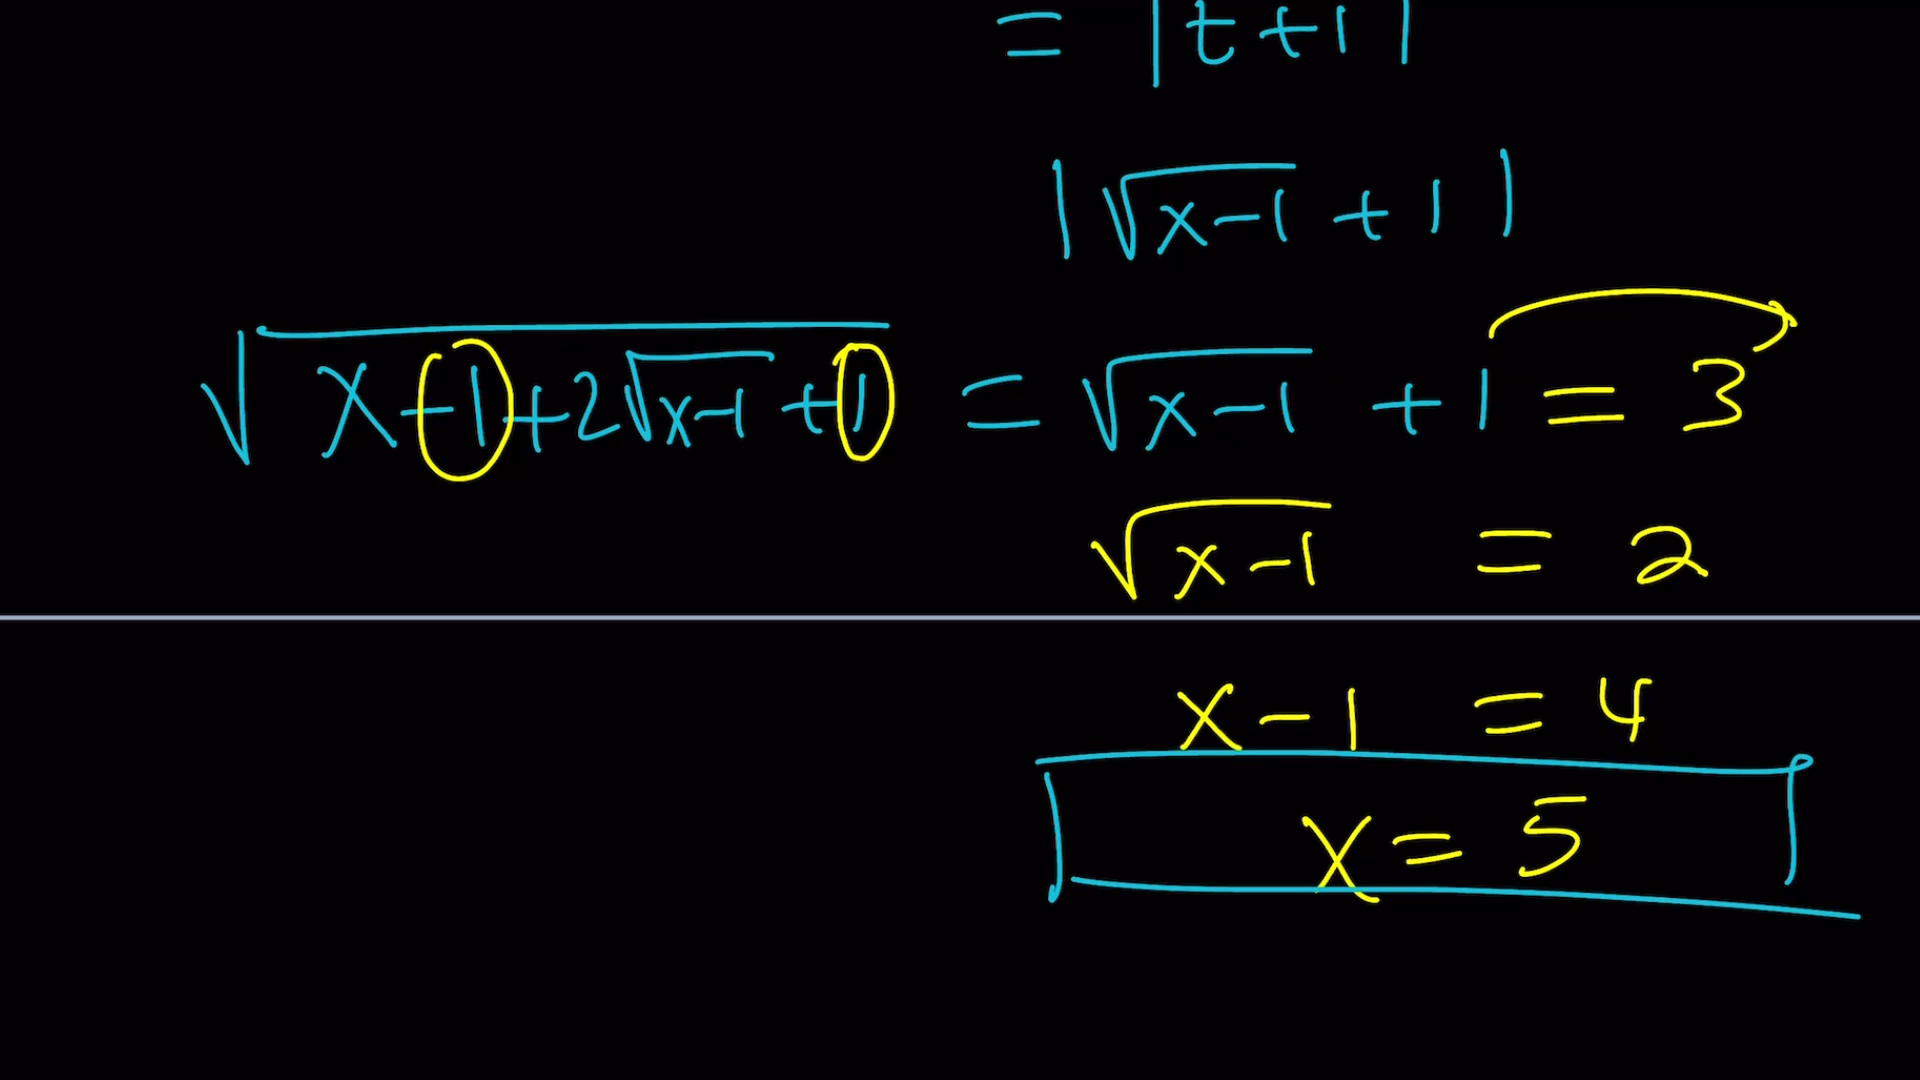 = |t+1|
|√(x-1) + 1|
√(x-1+2√(x-1)+1) = √(x-1) + 1 = 3
√(x-1) = 2
x-1 = 4
x = 5